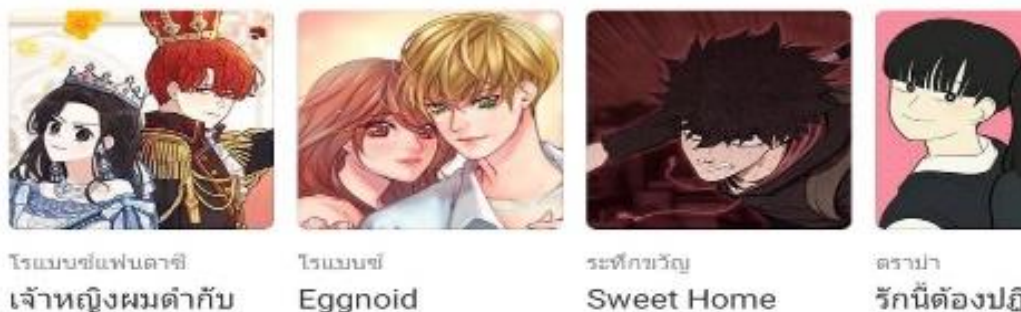 โรแมนซ์แฟนตาซี
เจ้าหญิงผมดำกับ
โรแมนซ์
Eggnoid
ระทึกขวัญ
Sweet Home
ดราม่า
รักนี้ต้องปฏิ